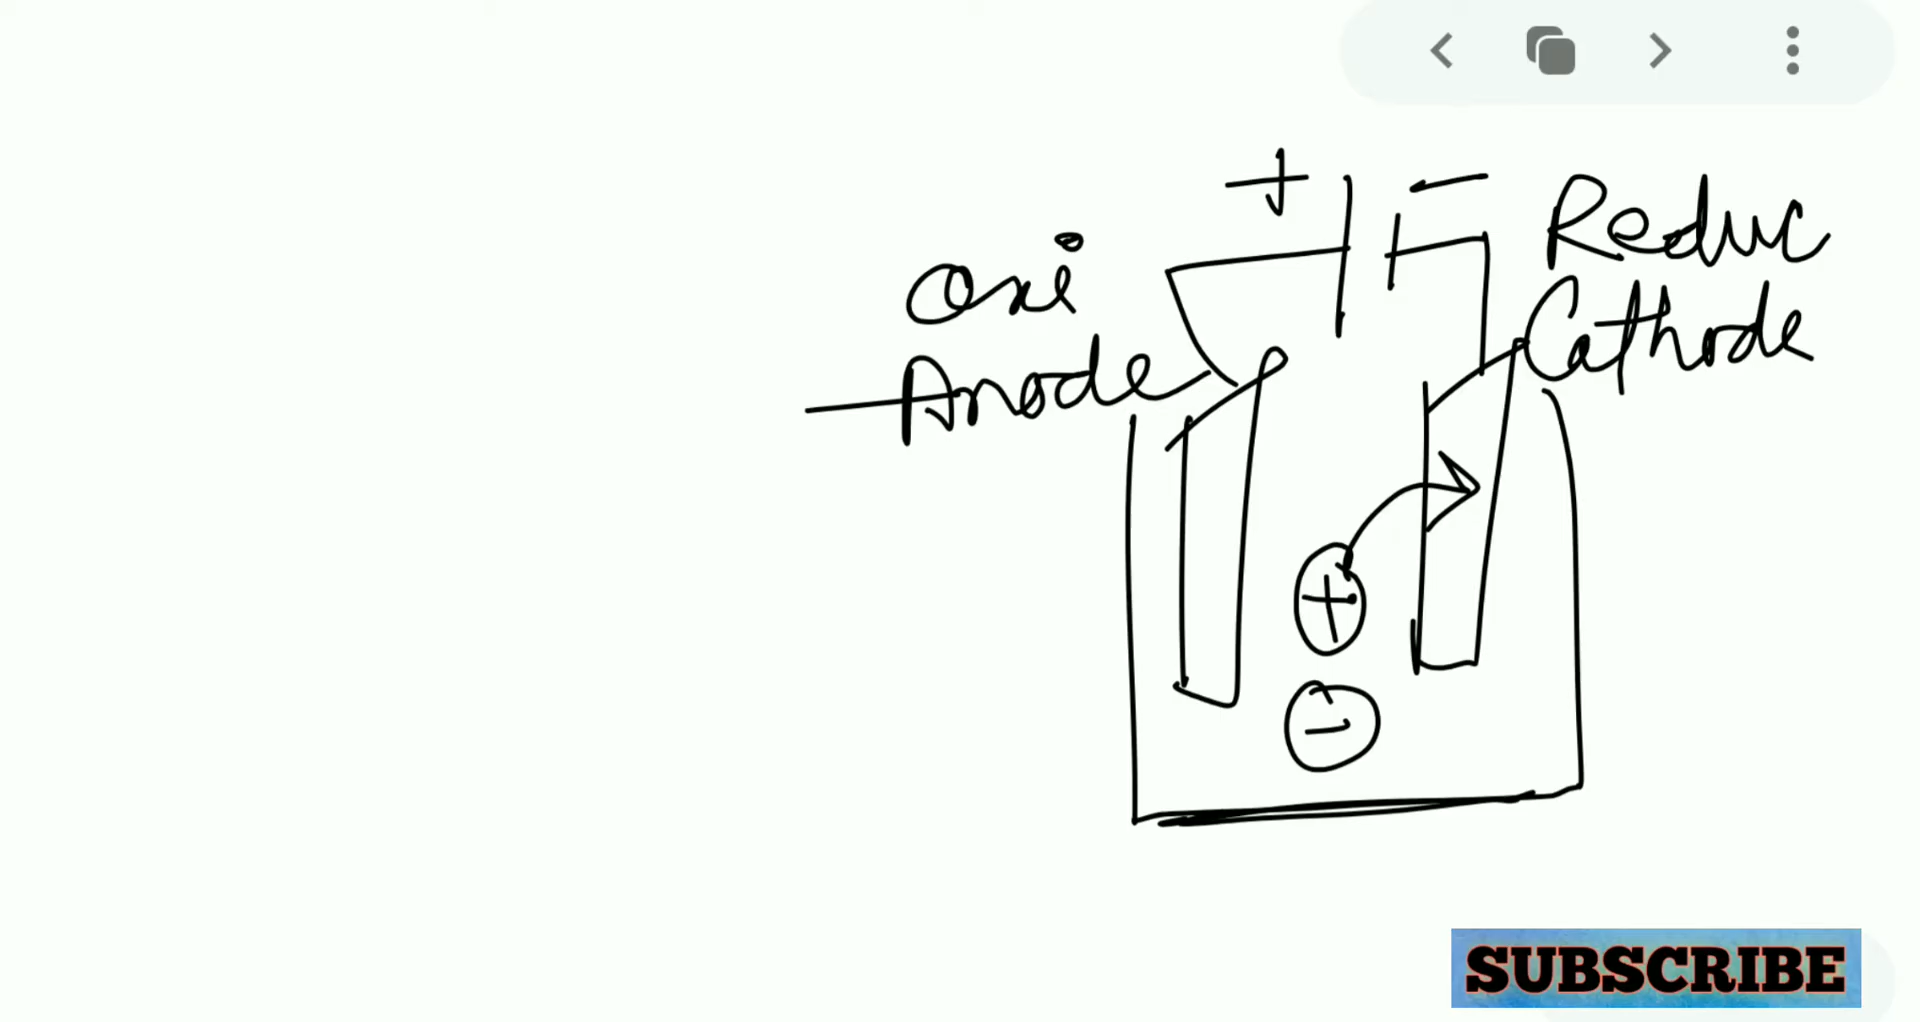 + −
Reduc
Oxi
Cathode
Anode
+
−
SUBSCRIBE